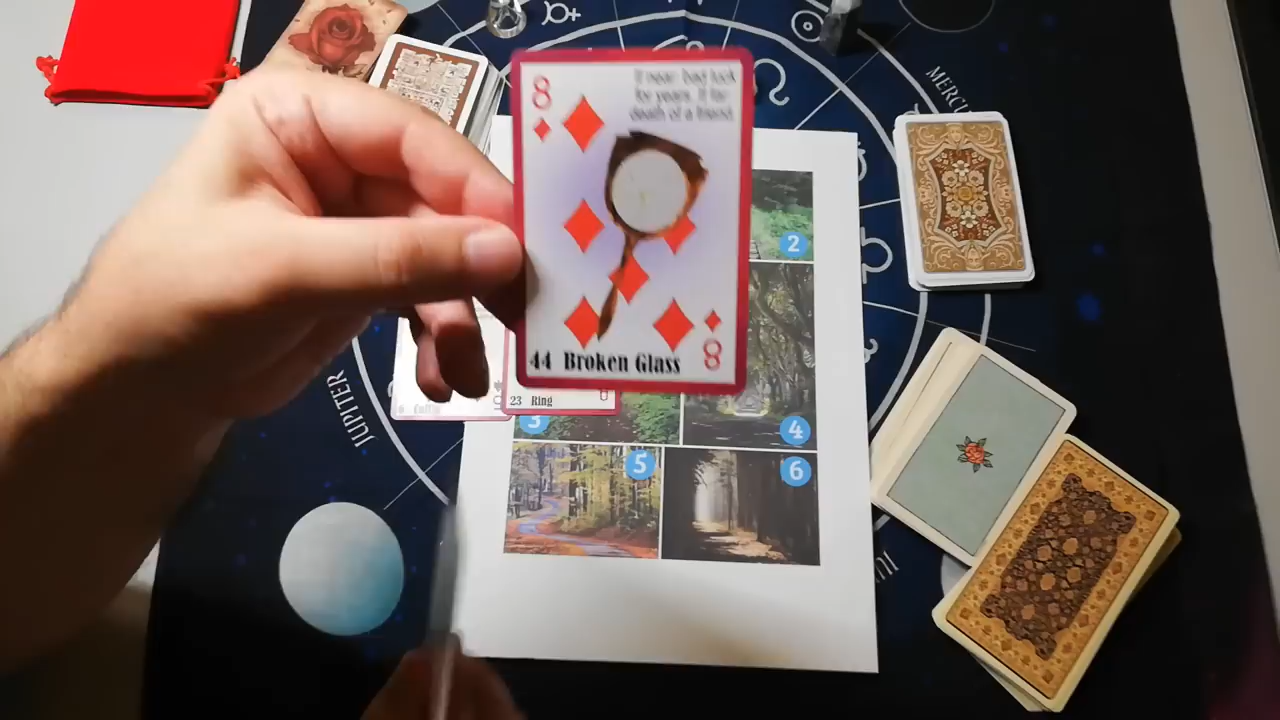 8
If near: bad luck
for years. If far:
death of a friend.
44 Broken Glass
8
23 Ring
8
2
3
4
5
6
MERCU
JUPITER